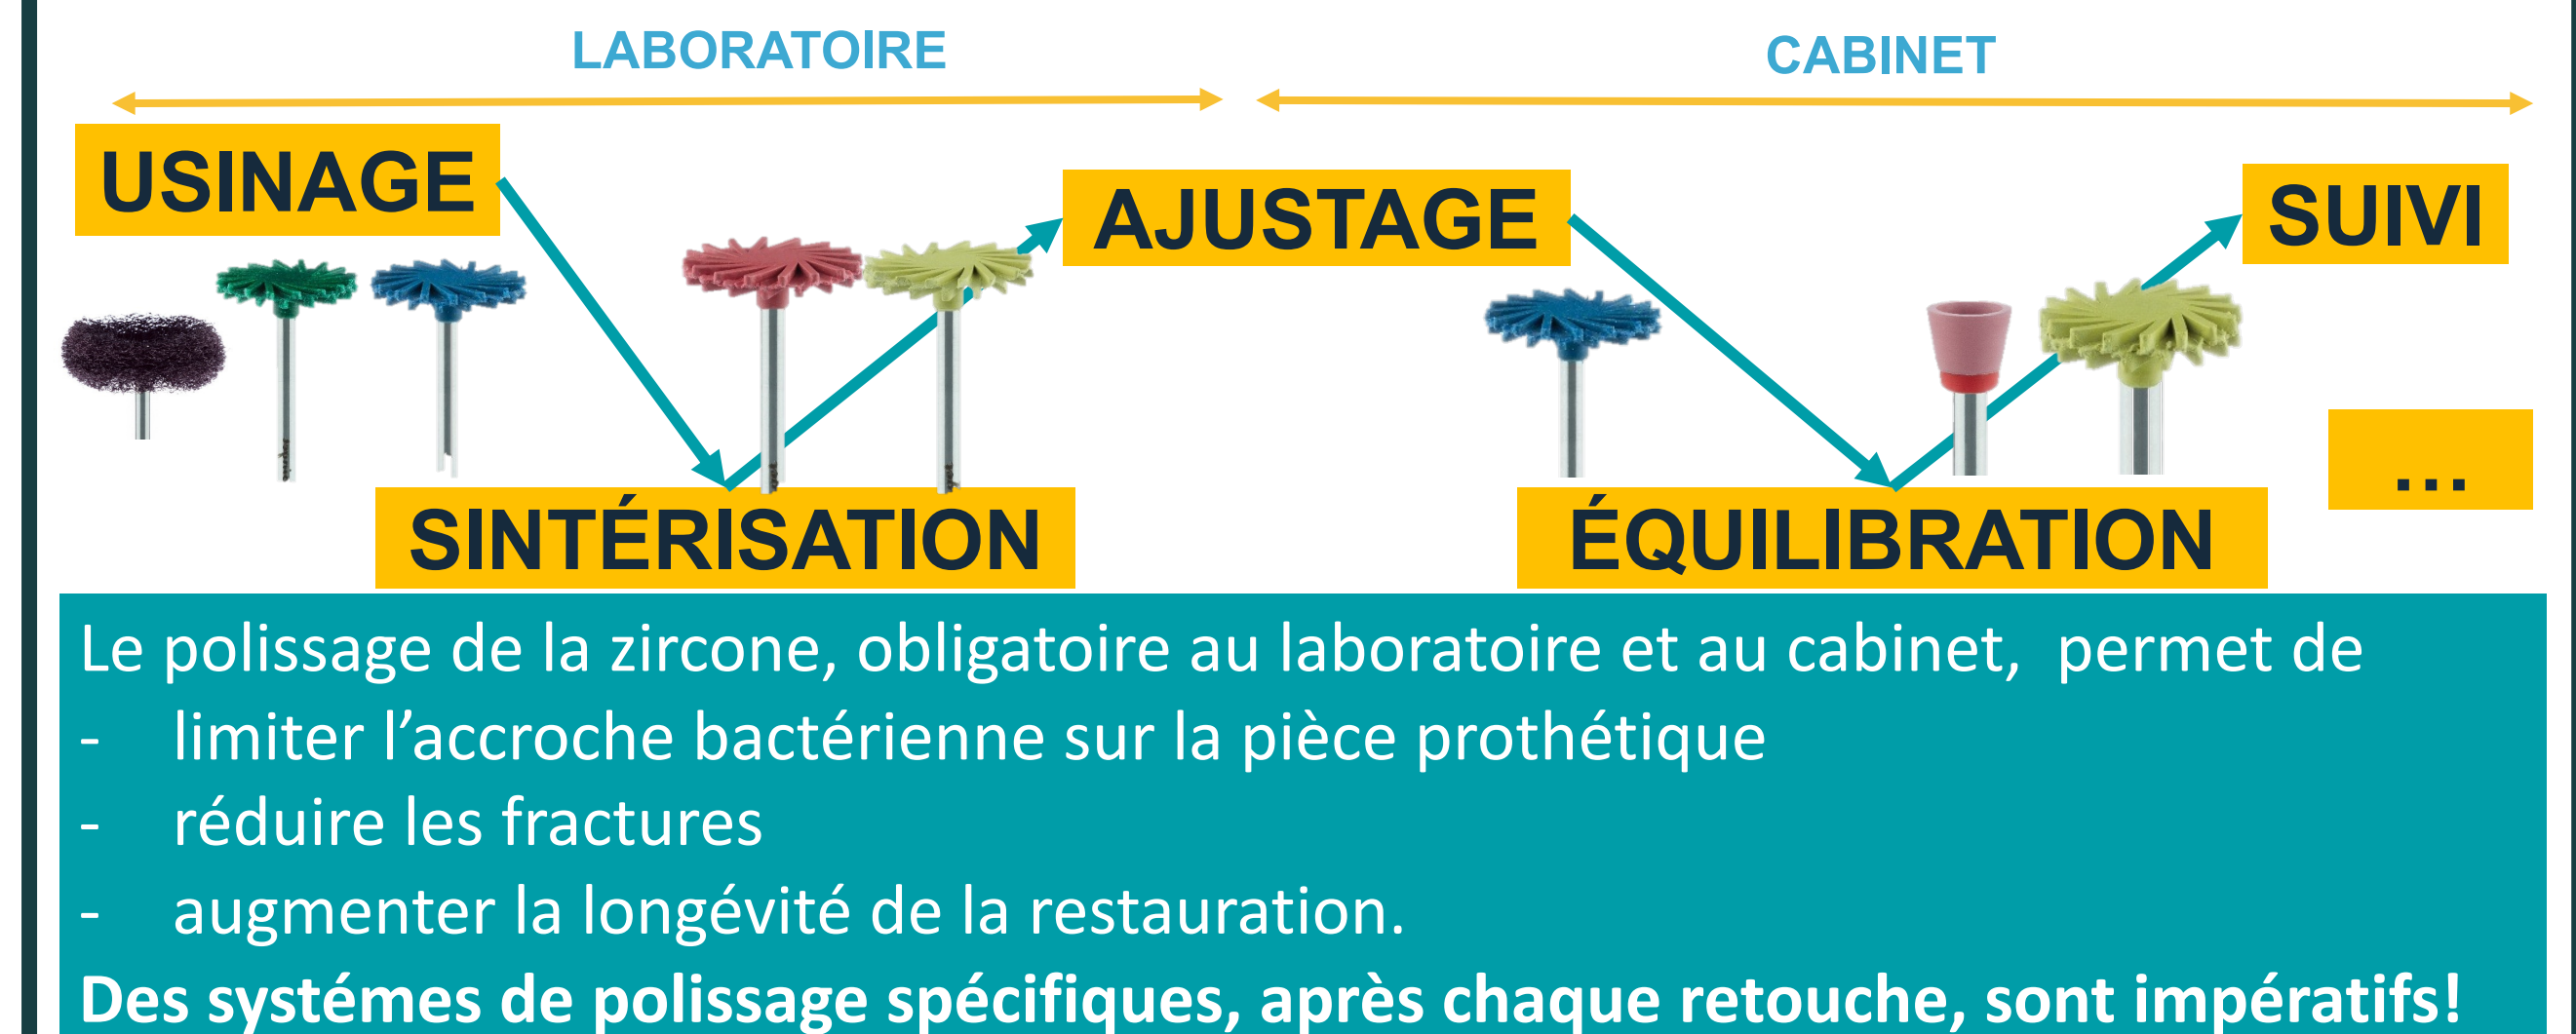 LABORATOIRE
CABINET
USINAGE
AJUSTAGE
SUIVI
SINTÉRISATION
ÉQUILIBRATION
...
Le polissage de la zircone, obligatoire au laboratoire et au cabinet,  permet de
- limiter l’accroche bactérienne sur la pièce prothétique
- réduire les fractures
- augmenter la longévité de la restauration.
Des systémes de polissage spécifiques, après chaque retouche, sont impératifs!